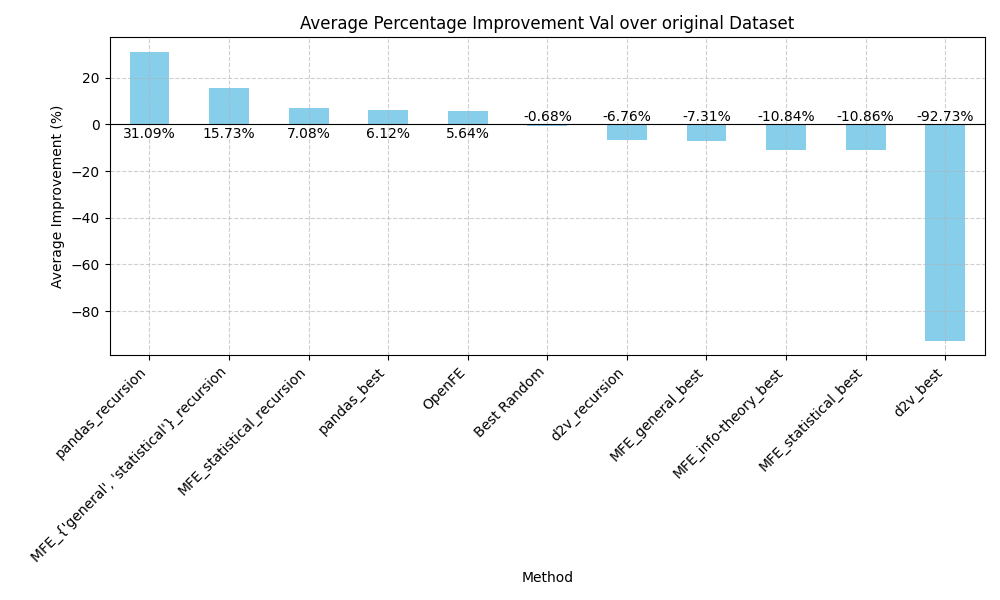 Average Percentage Improvement Val over original Dataset
Average Improvement (%)
20
0
−20
−40
−60
−80
31.09%
15.73%
7.08%
6.12%
5.64%
-0.68%
-6.76%
-7.31%
-10.84%
-10.86%
-92.73%
pandas_recursion
MFE_{'general', 'statistical'}_recursion
MFE_statistical_recursion
pandas_best
OpenFE
Best Random
d2v_recursion
MFE_general_best
MFE_info-theory_best
MFE_statistical_best
d2v_best
Method